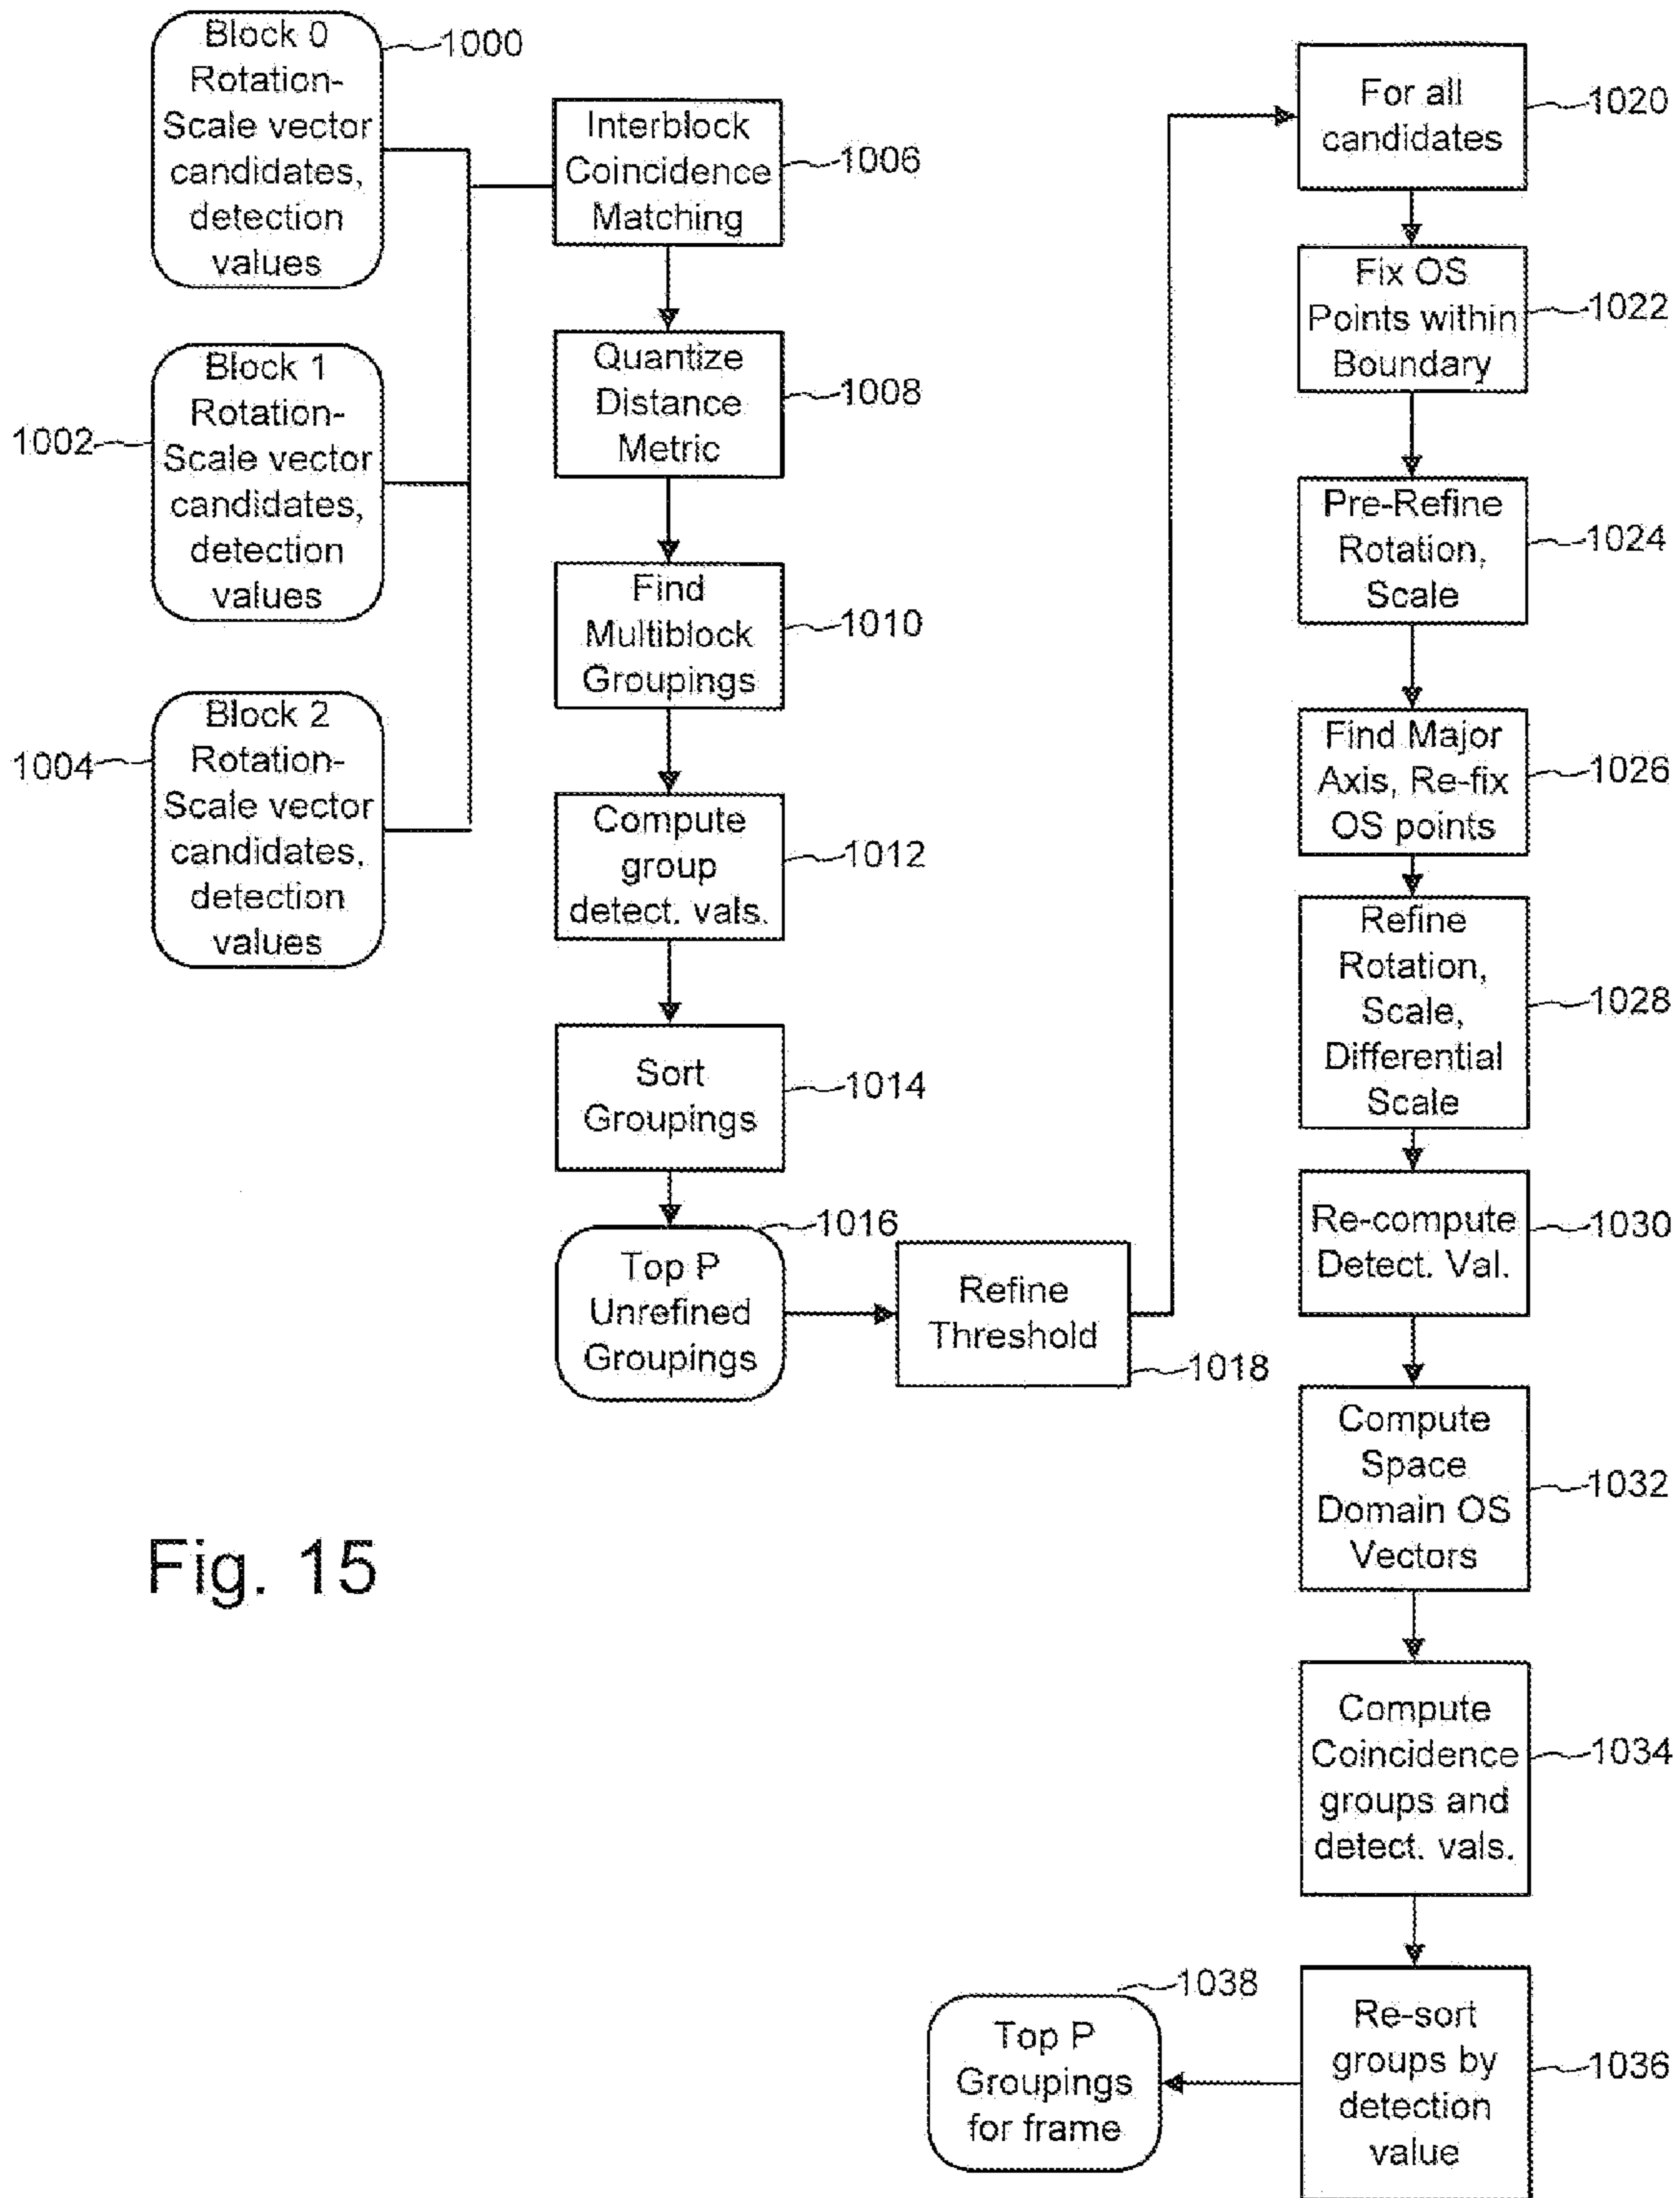 Block 0
Rotation-
Scale vector
candidates,
detection
values
1000
Block 1
Rotation-
Scale vector
candidates,
detection
values
1002
Block 2
Rotation-
Scale vector
candidates,
detection
values
1004
Interblock
Coincidence
Matching
1006
Quantize
Distance
Metric
1008
Find
Multiblock
Groupings
1010
Compute
group
detect. vals.
1012
Sort
Groupings
1014
Top P
Unrefined
Groupings
1016
Refine
Threshold
1018
For all
candidates
1020
Fix OS
Points within
Boundary
1022
Pre-Refine
Rotation,
Scale
1024
Find Major
Axis, Re-fix
OS points
1026
Refine
Rotation,
Scale,
Differential
Scale
1028
Re-compute
Detect. Val.
1030
Compute
Space
Domain OS
Vectors
1032
Compute
Coincidence
groups and
detect. vals.
1034
Re-sort
groups by
detection
value
1036
Top P
Groupings
for frame
1038
Fig. 15